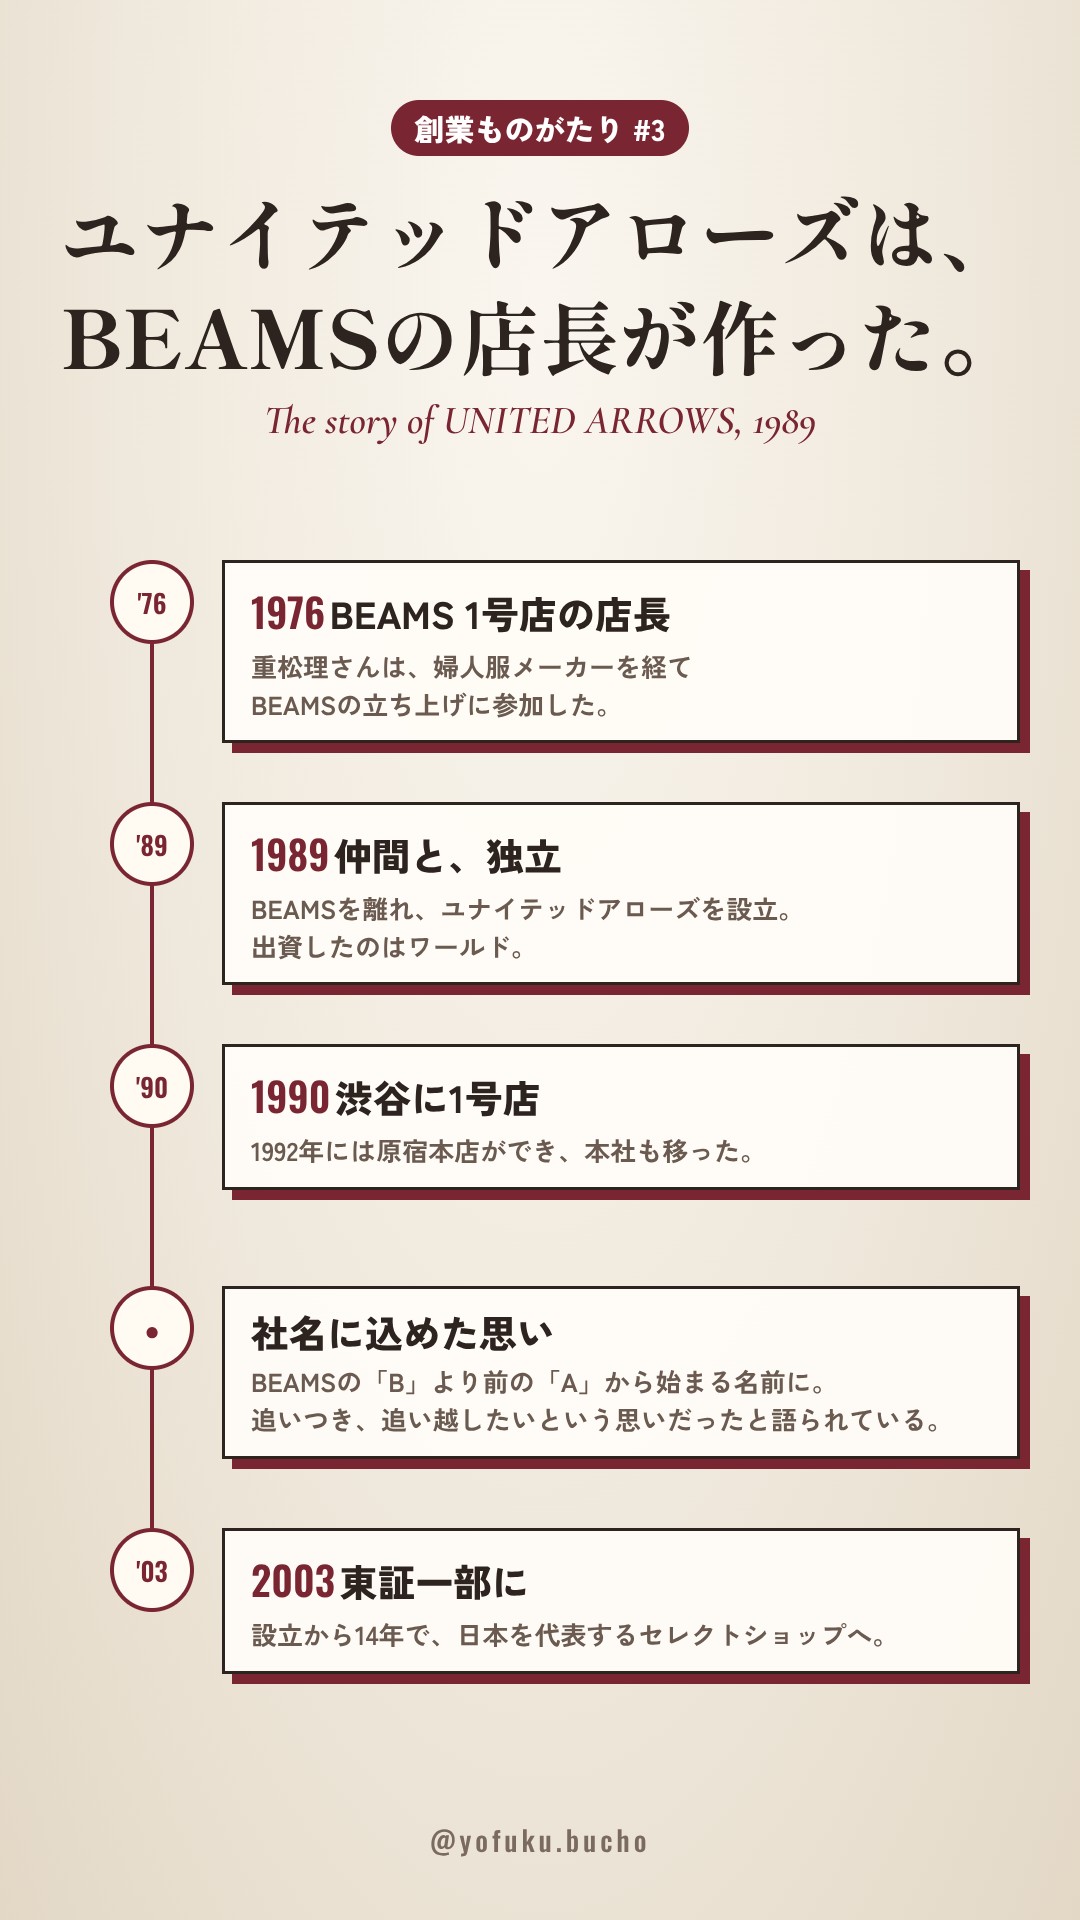 創業ものがたり #3
ユナイテッドアローズは、
BEAMSの店長が作った。
The story of UNITED ARROWS, 1989
'76
1976 BEAMS 1号店の店長
重松理さんは、婦人服メーカーを経て
BEAMSの立ち上げに参加した。
'89
1989 仲間と、独立
BEAMSを離れ、ユナイテッドアローズを設立。
出資したのはワールド。
'90
1990 渋谷に1号店
1992年には原宿本店ができ、本社も移った。
社名に込めた思い
BEAMSの「B」より前の「A」から始まる名前に。
追いつき、追い越したいという思いだったと語られている。
'03
2003 東証一部に
設立から14年で、日本を代表するセレクトショップへ。
@yofuku.bucho